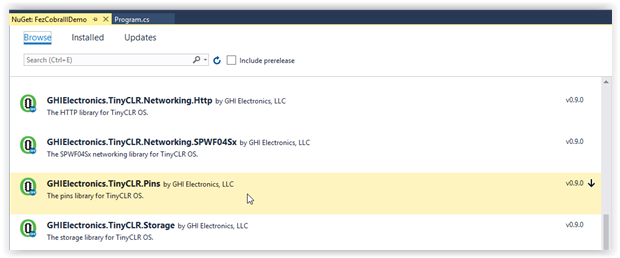 NuGet: FezCobraIIIDemo Program.cs
Browse Installed Updates
Search (Ctrl+E) Include prerelease
GHIElectronics.TinyCLR.Networking.Http by GHI Electronics, LLC v0.9.0
The HTTP library for TinyCLR OS.
GHIElectronics.TinyCLR.Networking.SPWF04Sx by GHI Electronics, LLC v0.9.0
The SPWF04Sx networking library for TinyCLR OS.
GHIElectronics.TinyCLR.Pins by GHI Electronics, LLC v0.9.0
The pins library for TinyCLR OS.
GHIElectronics.TinyCLR.Storage by GHI Electronics, LLC v0.9.0
The storage library for TinyCLR OS.